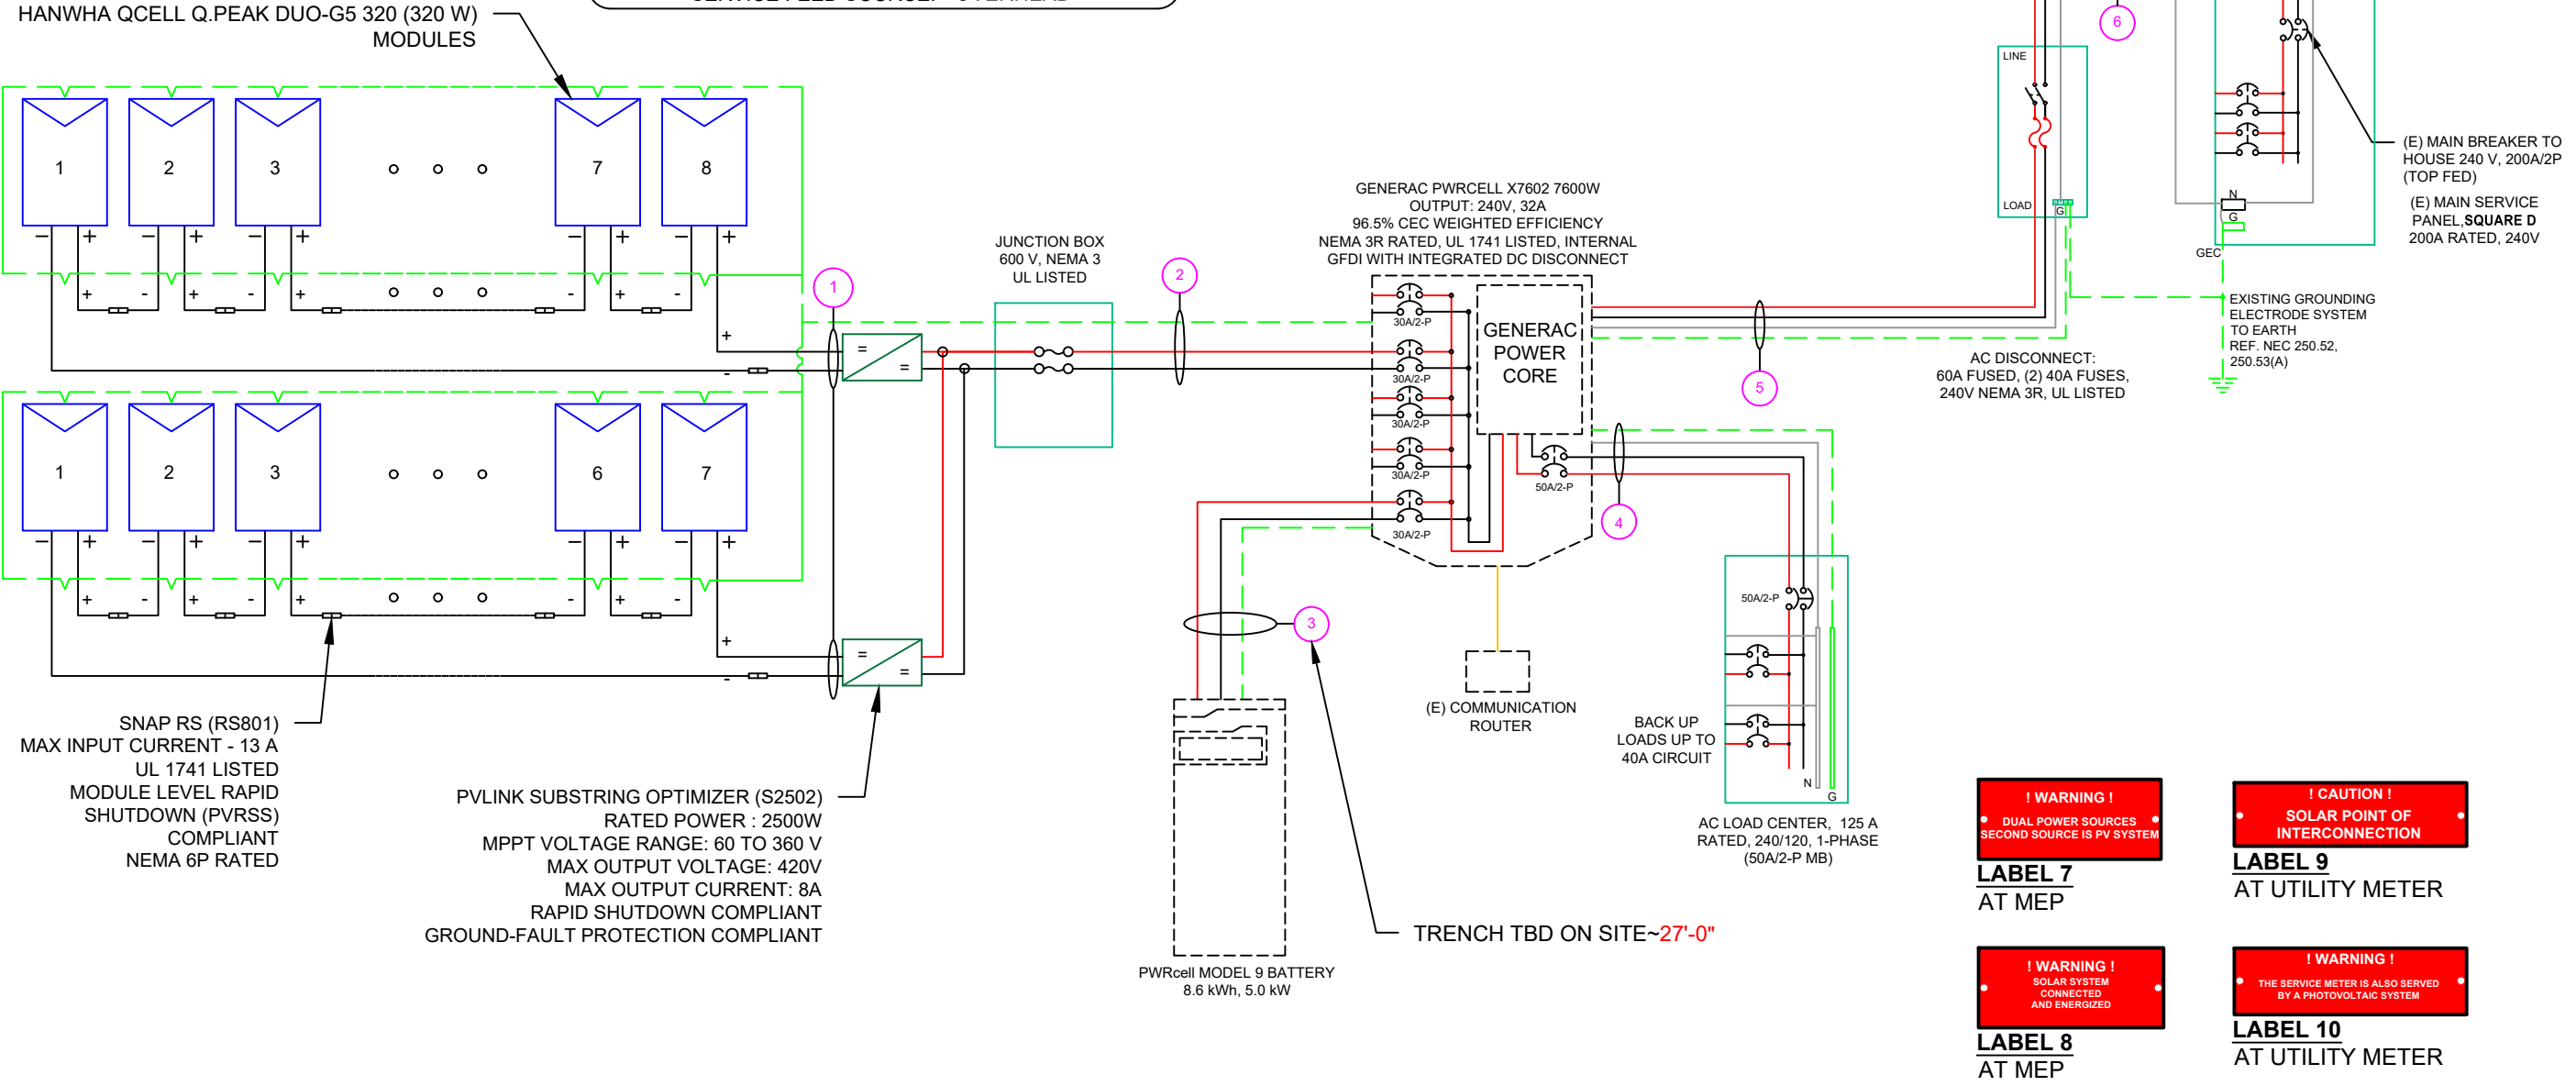 HANWHA QCELL Q.PEAK DUO-G5 320 (320 W)
MODULES
1
2
3
7
8
1
2
3
6
7
SNAP RS (RS801)
MAX INPUT CURRENT - 13 A
UL 1741 LISTED
MODULE LEVEL RAPID
SHUTDOWN (PVRSS)
COMPLIANT
NEMA 6P RATED
PVLINK SUBSTRING OPTIMIZER (S2502)
RATED POWER : 2500W
MPPT VOLTAGE RANGE: 60 TO 360 V
MAX OUTPUT VOLTAGE: 420V
MAX OUTPUT CURRENT: 8A
RAPID SHUTDOWN COMPLIANT
GROUND-FAULT PROTECTION COMPLIANT
1
JUNCTION BOX
600 V, NEMA 3
UL LISTED
2
GENERAC PWRCELL X7602 7600W
OUTPUT: 240V, 32A
96.5% CEC WEIGHTED EFFICIENCY
NEMA 3R RATED, UL 1741 LISTED, INTERNAL
GFDI WITH INTEGRATED DC DISCONNECT
30A/2-P
30A/2-P
30A/2-P
30A/2-P
30A/2-P
GENERAC
POWER
CORE
50A/2-P
3
TRENCH TBD ON SITE~27'-0"
PWRcell MODEL 9 BATTERY
8.6 kWh, 5.0 kW
(E) COMMUNICATION
ROUTER
4
5
6
LINE
LOAD
G
AC DISCONNECT:
60A FUSED, (2) 40A FUSES,
240V NEMA 3R, UL LISTED
50A/2-P
BACK UP
LOADS UP TO
40A CIRCUIT
N
G
AC LOAD CENTER, 125 A
RATED, 240/120, 1-PHASE
(50A/2-P MB)
(E) MAIN BREAKER TO
HOUSE 240 V, 200A/2P
(TOP FED)
(E) MAIN SERVICE
PANEL,SQUARE D
200A RATED, 240V
N
G
GEC
EXISTING GROUNDING
ELECTRODE SYSTEM
TO EARTH
REF. NEC 250.52,
250.53(A)
! WARNING !
DUAL POWER SOURCES
SECOND SOURCE IS PV SYSTEM
LABEL 7
AT MEP
! CAUTION !
SOLAR POINT OF
INTERCONNECTION
LABEL 9
AT UTILITY METER
! WARNING !
SOLAR SYSTEM
CONNECTED
AND ENERGIZED
LABEL 8
AT MEP
! WARNING !
THE SERVICE METER IS ALSO SERVED
BY A PHOTOVOLTAIC SYSTEM
LABEL 10
AT UTILITY METER